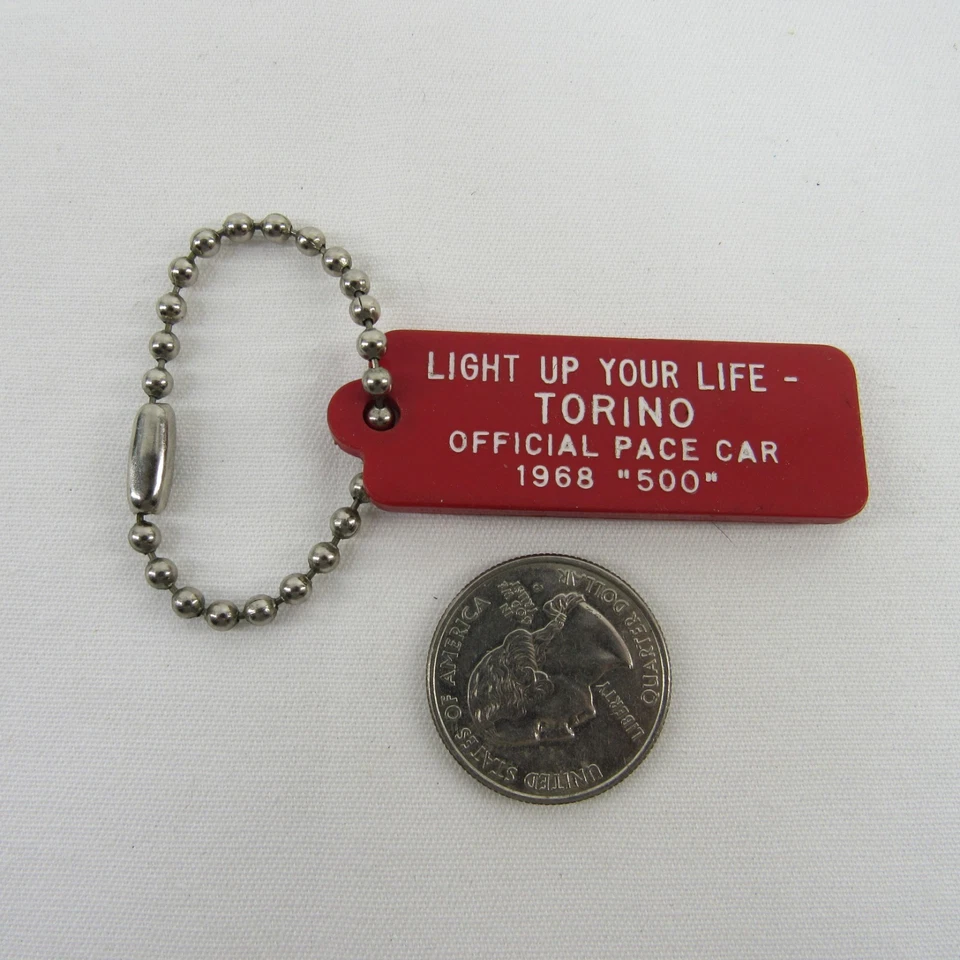 LIGHT UP YOUR LIFE -
TORINO
OFFICIAL PACE CAR
1968 "500"
UNITED STATES OF AMERICA
LIBERTY
QUARTER DOLLAR